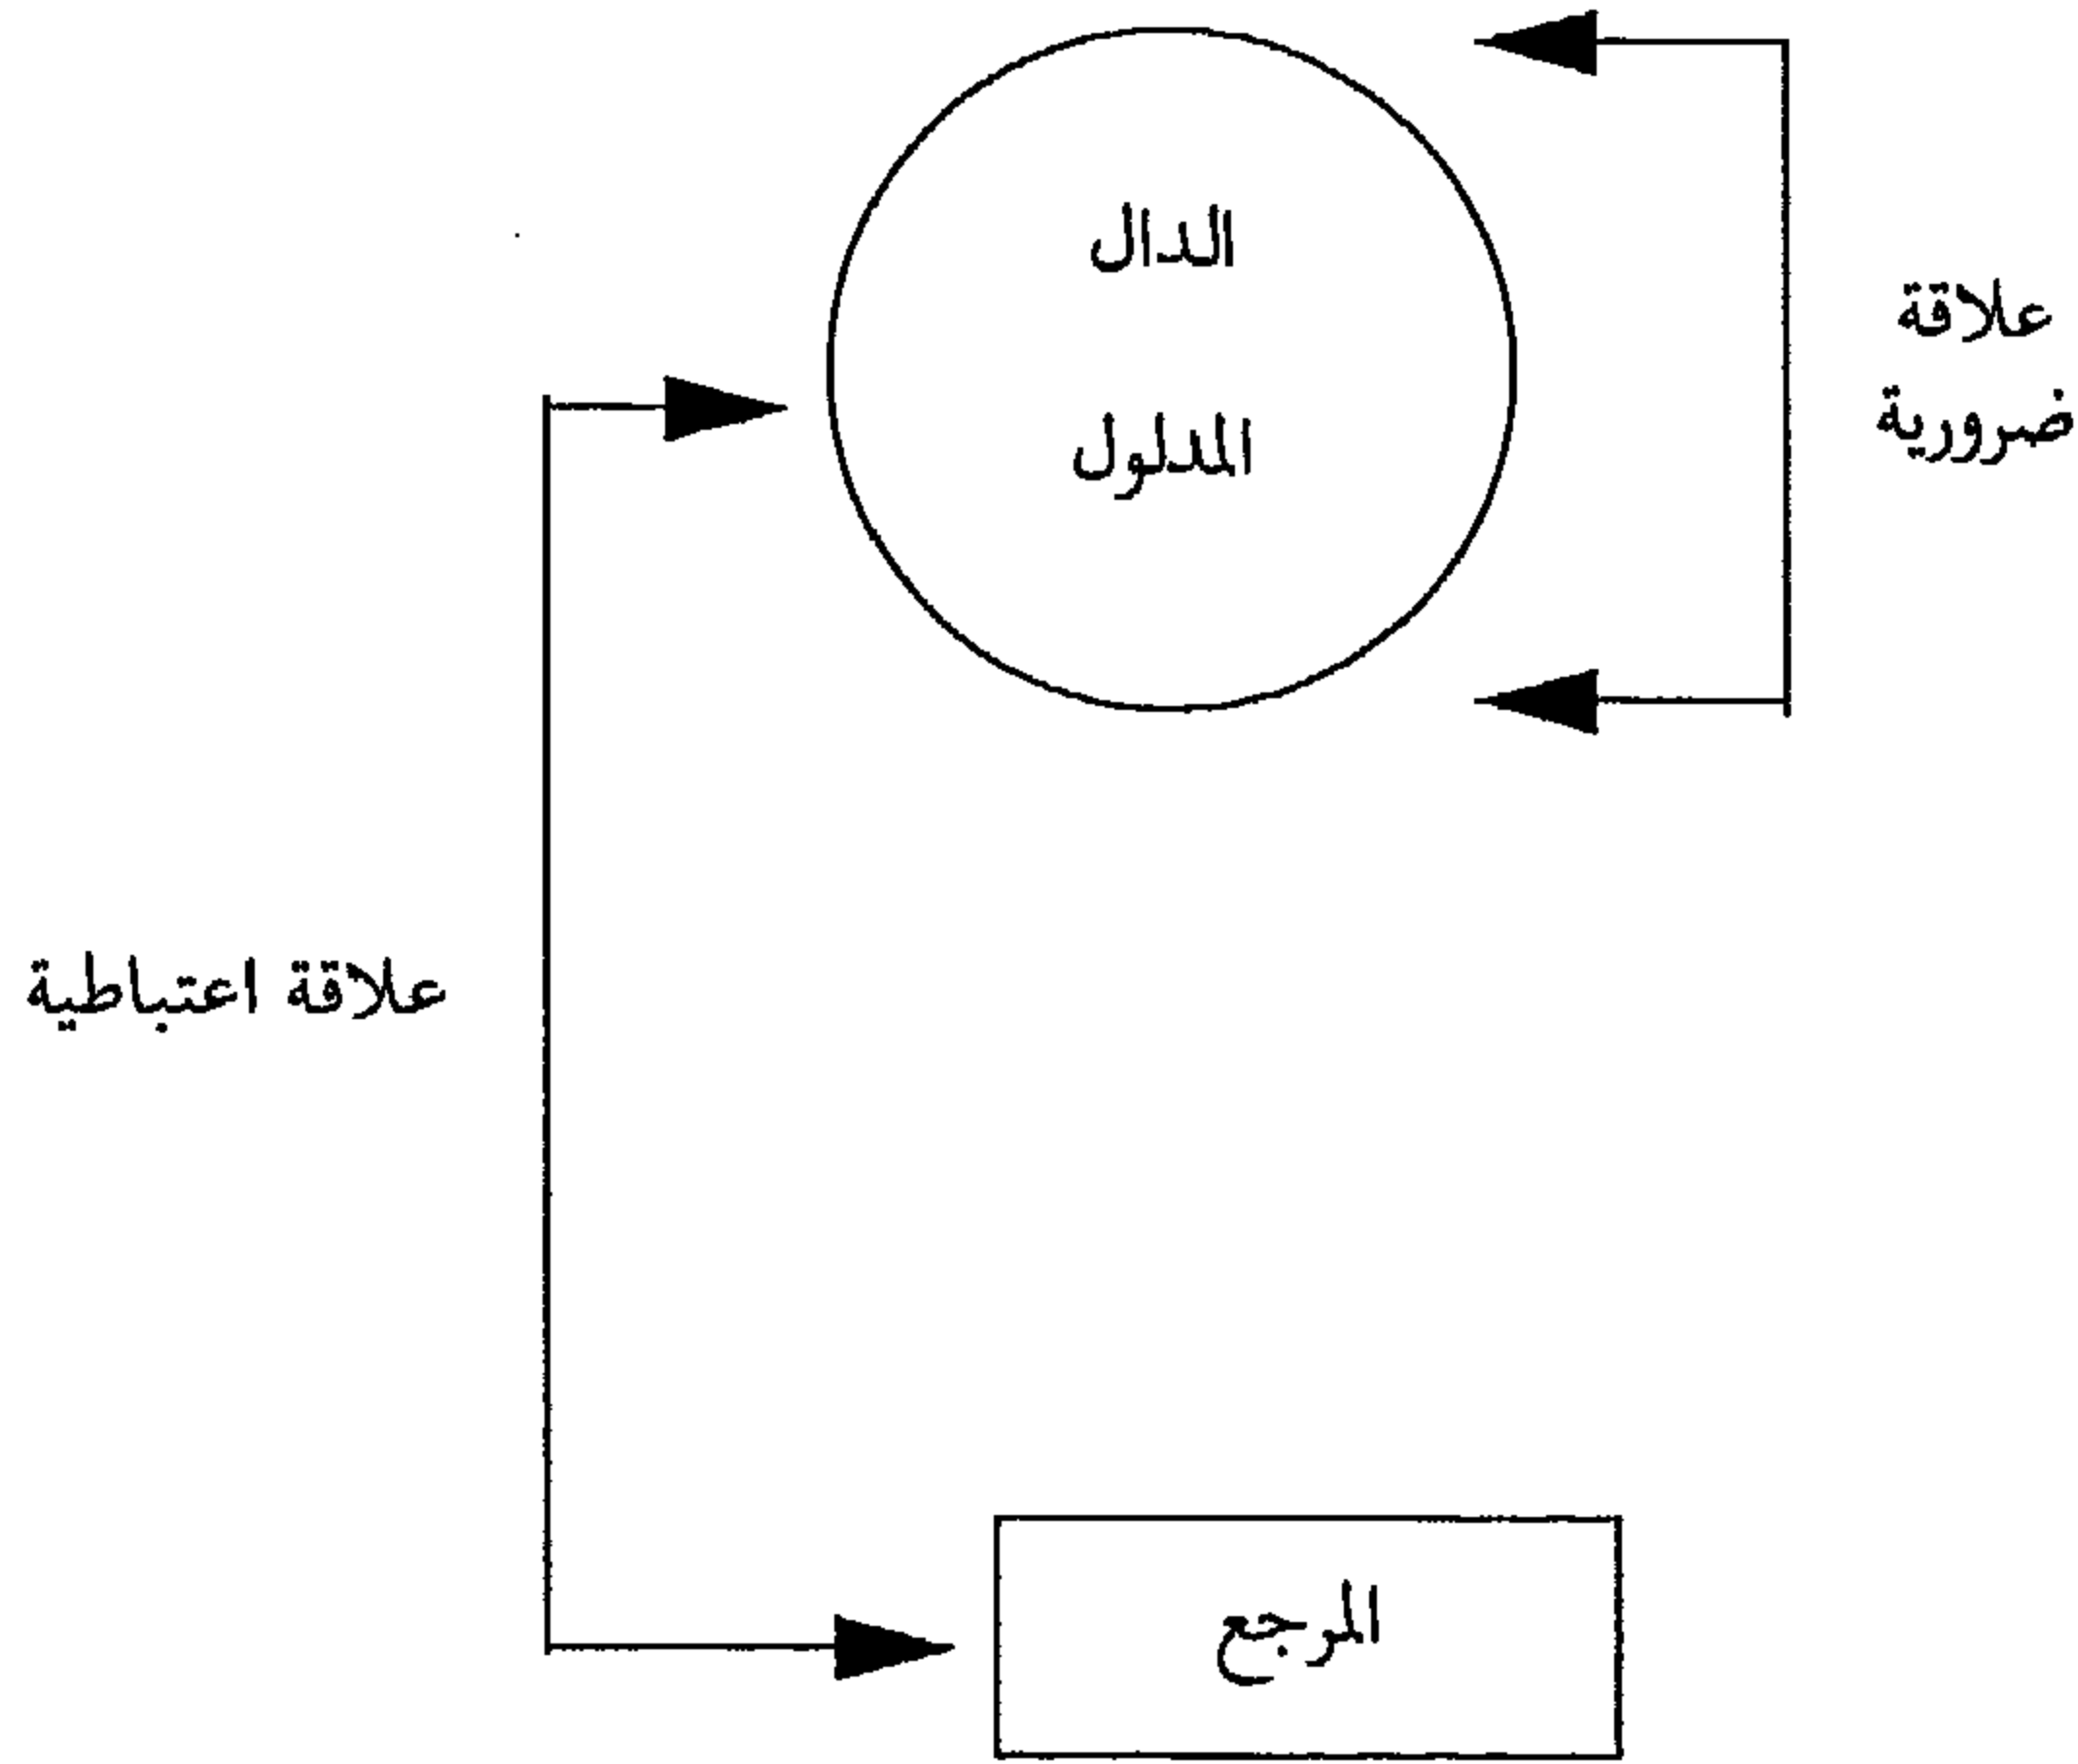 الدال
المدلول
علاقة
ضرورية
علاقة اعتباطية
المرجع